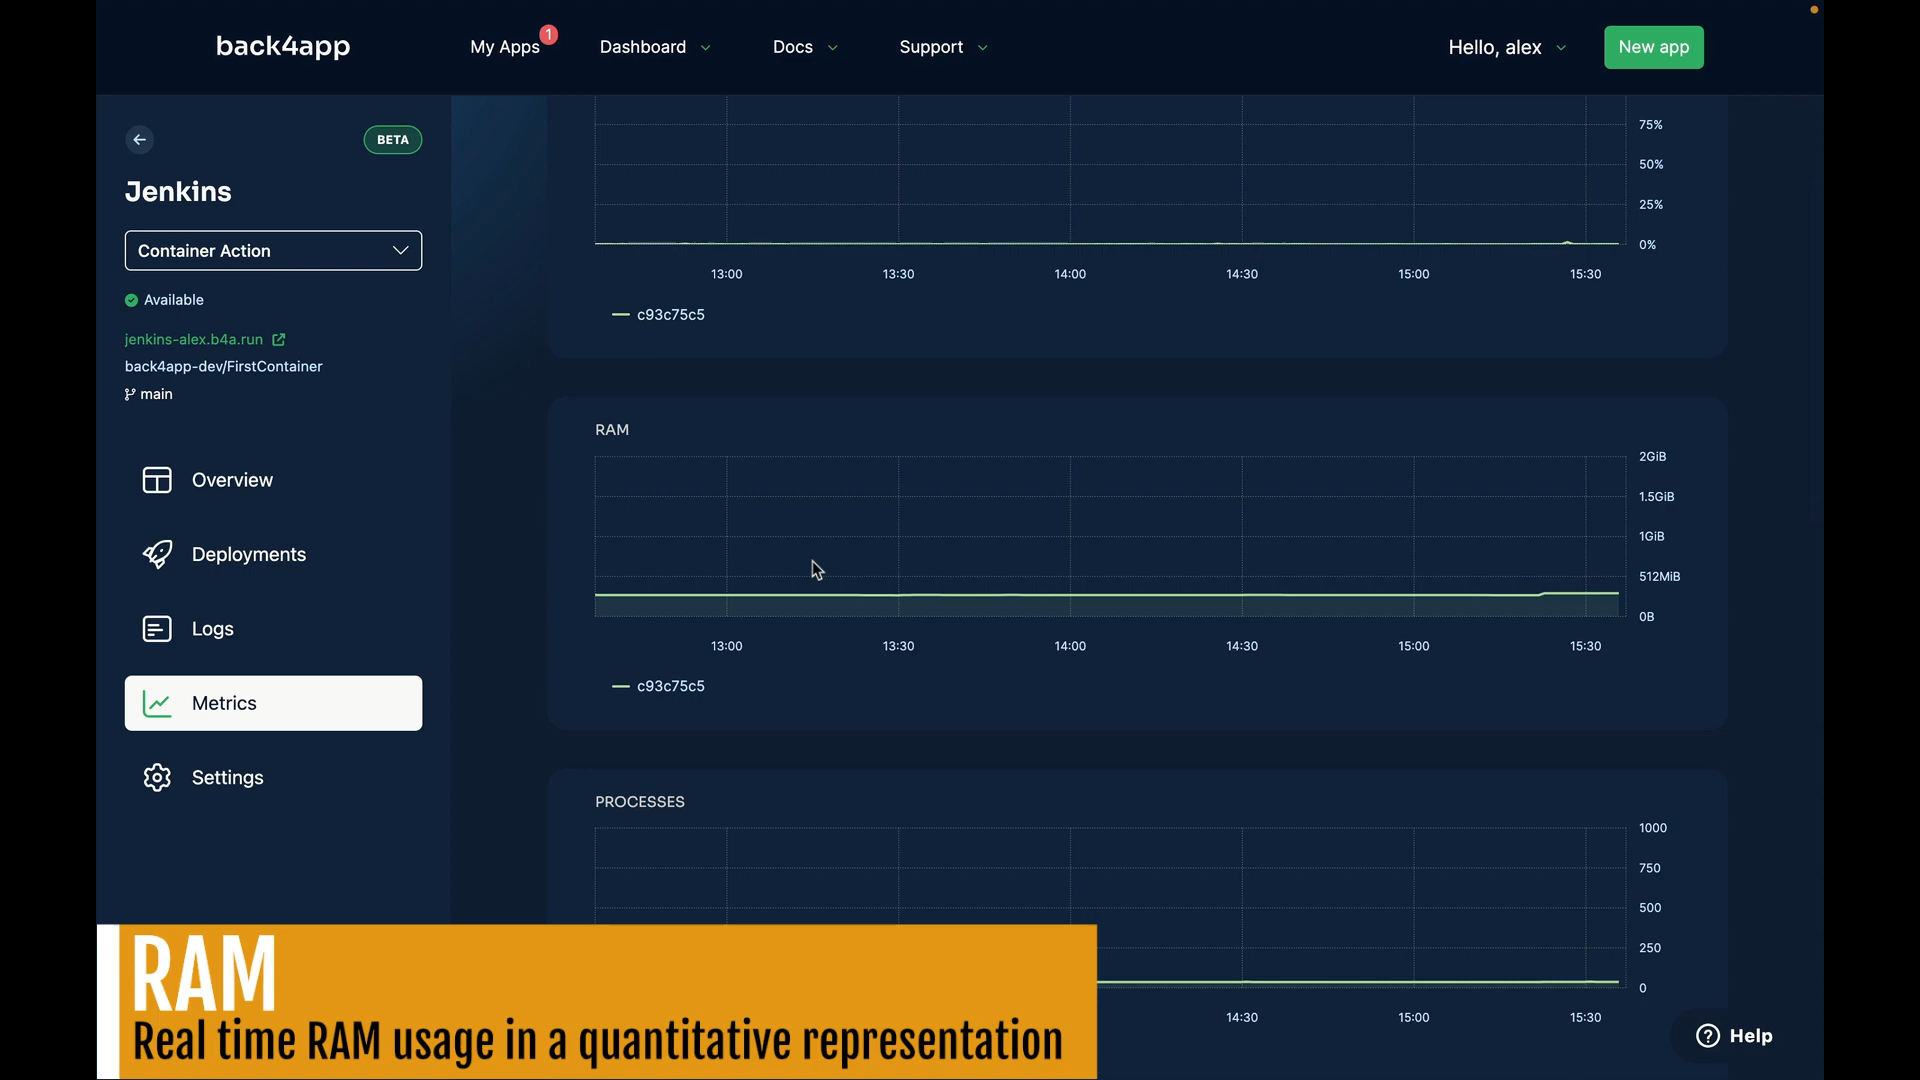 back4app
My Apps 1
Dashboard
Docs
Support
Hello, alex
New app
BETA
Jenkins
Container Action
Available
jenkins-alex.b4a.run
back4app-dev/FirstContainer
main
Overview
Deployments
Logs
Metrics
Settings
75%
50%
25%
0%
13:00 13:30 14:00 14:30 15:00 15:30
c93c75c5
RAM
2GiB
1.5GiB
1GiB
512MiB
0B
13:00 13:30 14:00 14:30 15:00 15:30
c93c75c5
PROCESSES
1000
750
500
250
0
14:30 15:00 15:30
Help
RAM
Real time RAM usage in a quantitative representation